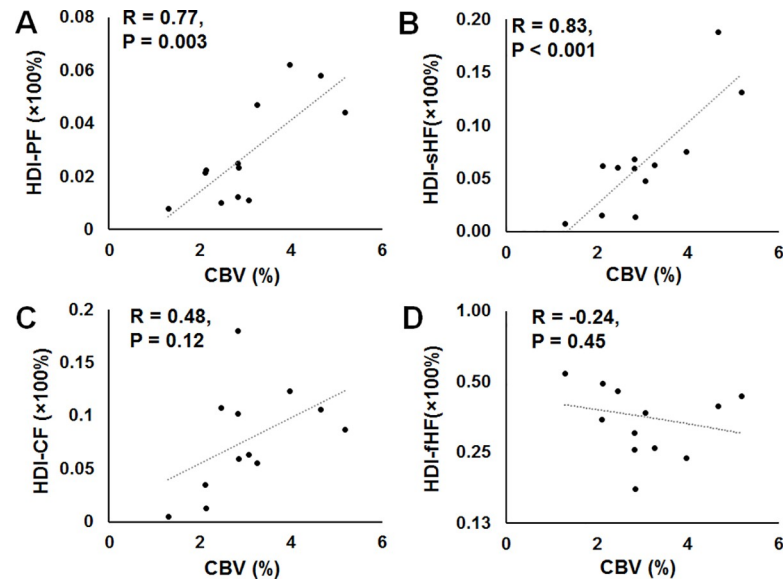 A
R = 0.77,
P = 0.003
HDI-PF (×100%)
0.08
0.06
0.04
0.02
0
0 2 4 6
CBV (%)
B
R = 0.83,
P < 0.001
HDI-sHF(×100%)
0.20
0.15
0.10
0.05
0.00
0 2 4 6
CBV (%)
C
R = 0.48,
P = 0.12
HDI-CF (×100%)
0.2
0.15
0.1
0.05
0
0 2 4 6
CBV (%)
D
R = -0.24,
P = 0.45
HDI-fHF(×100%)
1.00
0.50
0.25
0.13
0 2 4 6
CBV (%)